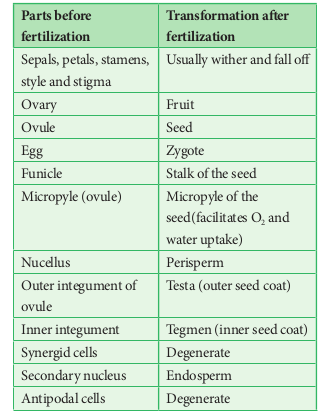 Parts before Transformation after
fertilization fertilization
Sepals, petals, stamens, Usually wither and fall off
style and stigma
Ovary Fruit
Ovule Seed
Egg Zygote
Funicle Stalk of the seed
Micropyle (ovule) Micropyle of the
seed(facilitates O₂ and
water uptake)
Nucellus Perisperm
Outer integument of Testa (outer seed coat)
ovule
Inner integument Tegmen (inner seed coat)
Synergid cells Degenerate
Secondary nucleus Endosperm
Antipodal cells Degenerate